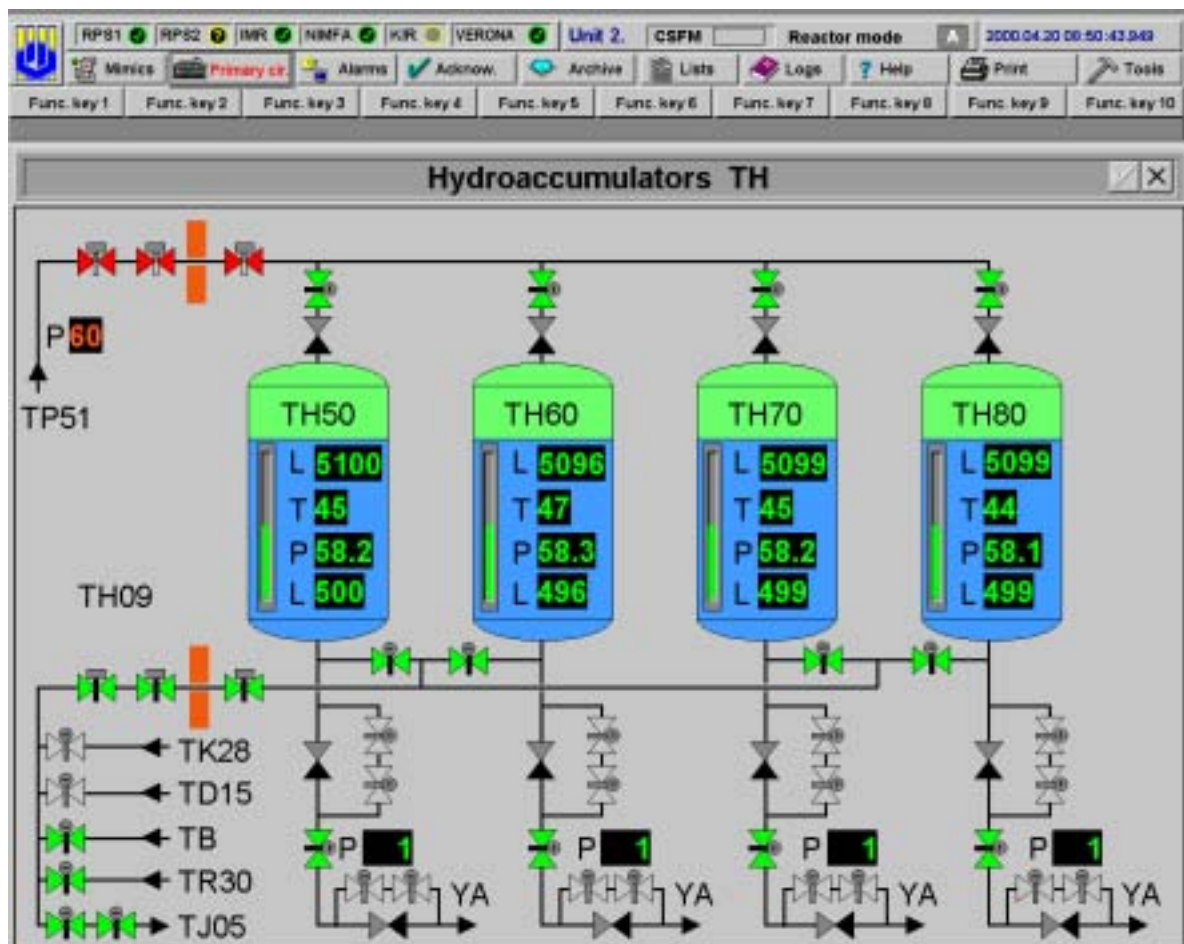 RPS1 RPS2 IMR NIMFA KIR VERONA Unit 2. CSFM Reactor mode A 2000.04.20 08:50:43.949
Mimics Primary cir. Alarms Acknow. Archive Lists Logs ? Help Print Tools
Func. key 1 Func. key 2 Func. key 3 Func. key 4 Func. key 5 Func. key 6 Func. key 7 Func. key 8 Func. key 9 Func. key 10
Hydroaccumulators TH
P 60
TP51
TH50 TH60 TH70 TH80
L 5100 L 5096 L 5099 L 5099
T 45 T 47 T 45 T 44
P 58.2 P 58.3 P 58.2 P 58.1
L 500 L 496 L 499 L 499
TH09
TK28
TD15
TB
P 1 P 1 P 1 P 1
TR30
YA YA YA YA
TJ05